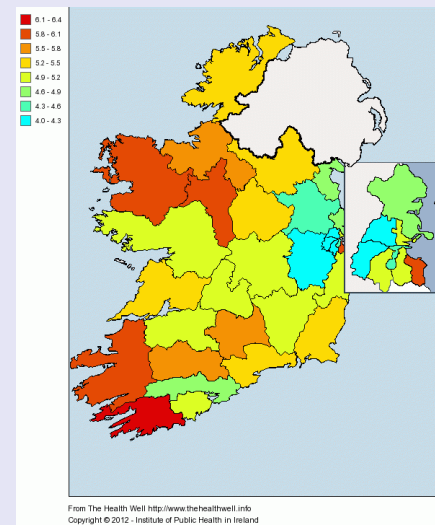 6.1 - 6.4
5.8 - 6.1
5.5 - 5.8
5.2 - 5.5
4.9 - 5.2
4.6 - 4.9
4.3 - 4.6
4.0 - 4.3
From The Health Well http://www.thehealthwell.info
Copyright © 2012 - Institute of Public Health in Ireland